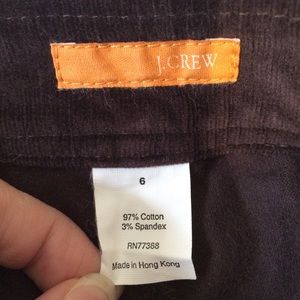 J.CREW
6
97% Cotton
3% Spandex
RN77388
Made in Hong Kong